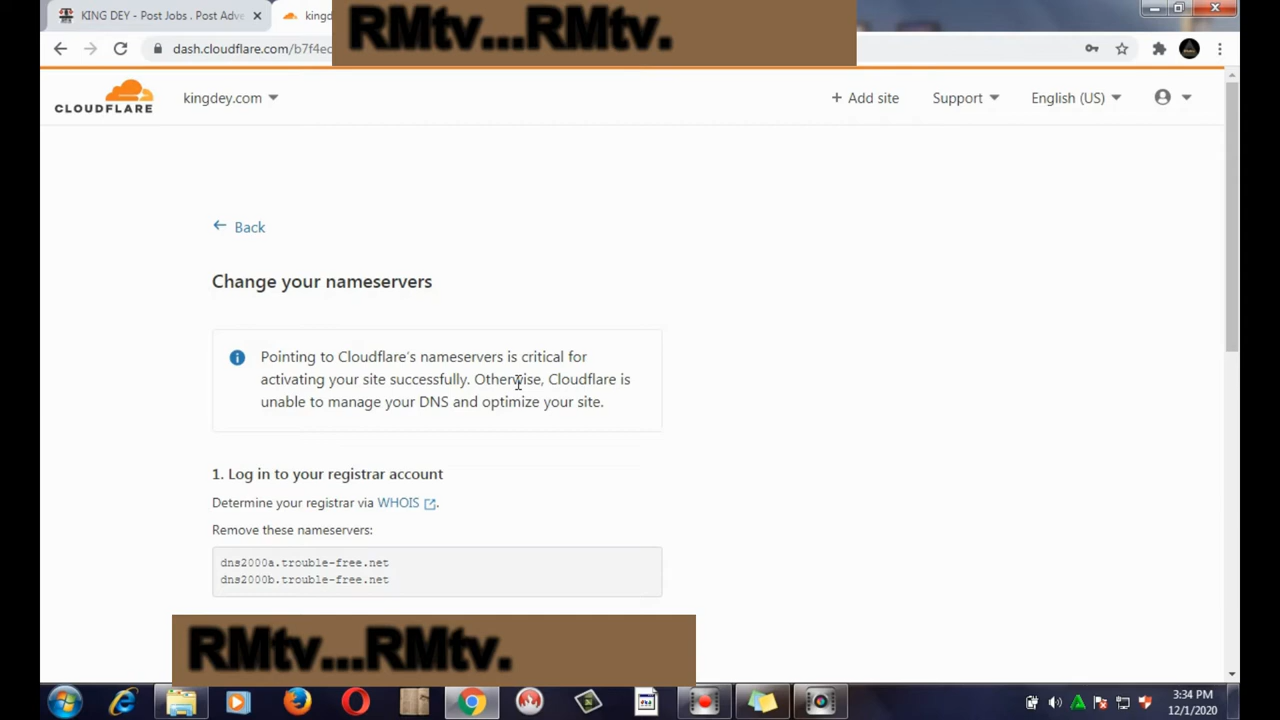 KING DEY - Post Jobs . Post Adve
kingd
RMtv...RMtv.
dash.cloudflare.com/b7f4ec
CLOUDFLARE
kingdey.com
+ Add site
Support
English (US)
← Back
Change your nameservers
Pointing to Cloudflare's nameservers is critical for
activating your site successfully. Otherwise, Cloudflare is
unable to manage your DNS and optimize your site.
1. Log in to your registrar account
Determine your registrar via WHOIS.
Remove these nameservers:
dns2000a.trouble-free.net
dns2000b.trouble-free.net
RMtv...RMtv.
3:34 PM
12/1/2020